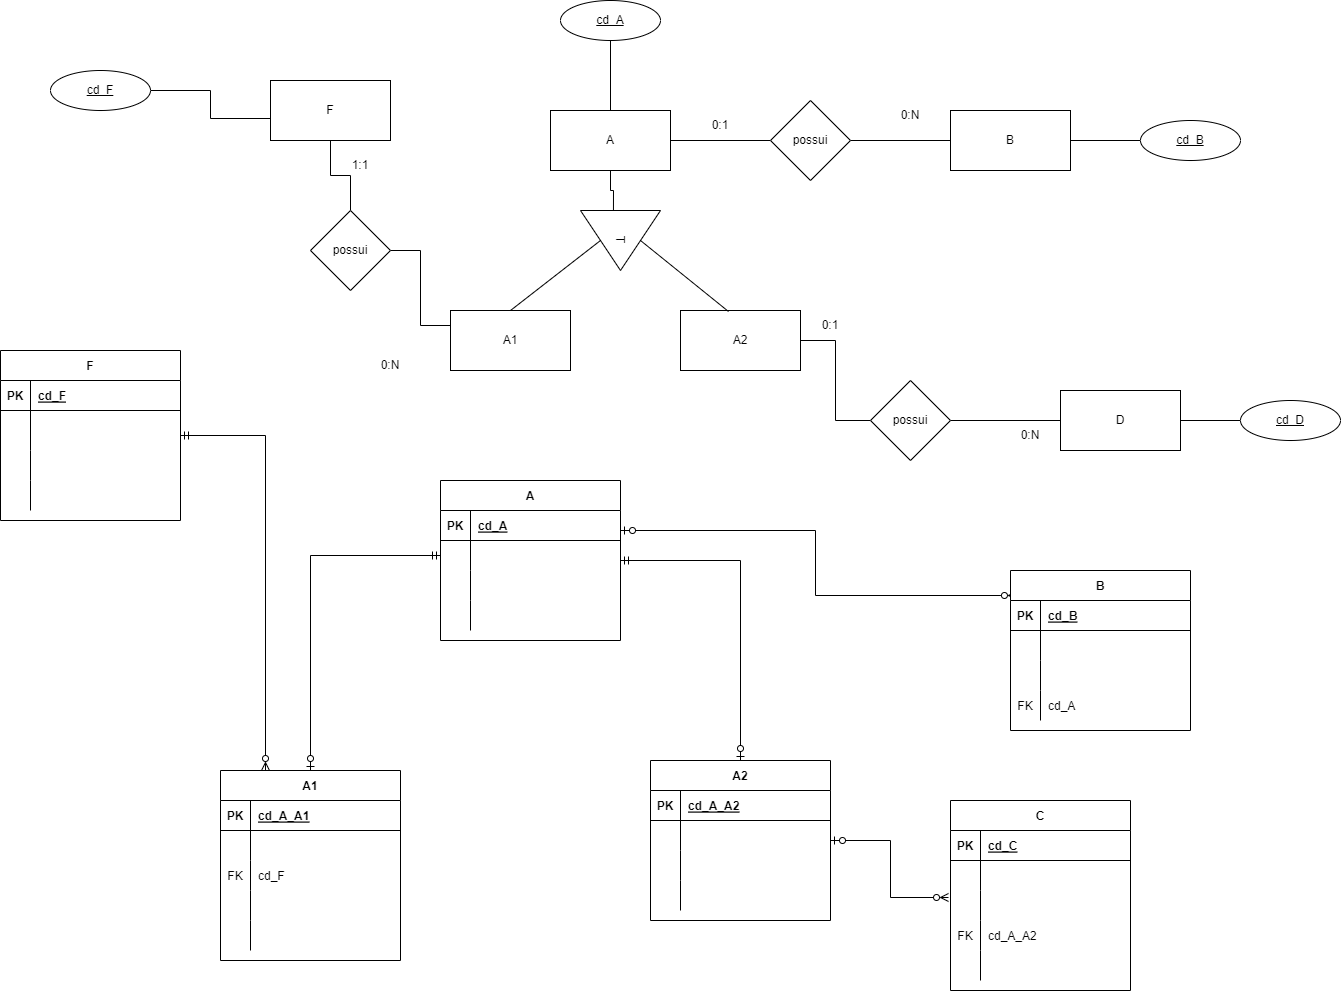 cd_A
cd_F
F
A
0:1
possui
0:N
B
cd_B
1:1
possui
T
A1
A2
0:1
0:N
possui
D
cd_D
0:N
F
PK cd_F
A
PK cd_A
B
PK cd_B
FK cd_A
A1
PK cd_A_A1
FK cd_F
A2
PK cd_A_A2
C
PK cd_C
FK cd_A_A2